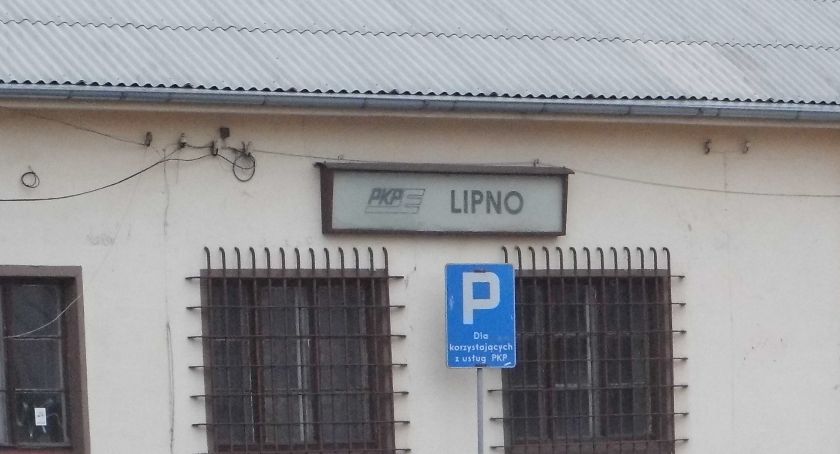 PKP LIPNO
P
Dla
korzystających
z usług PKP